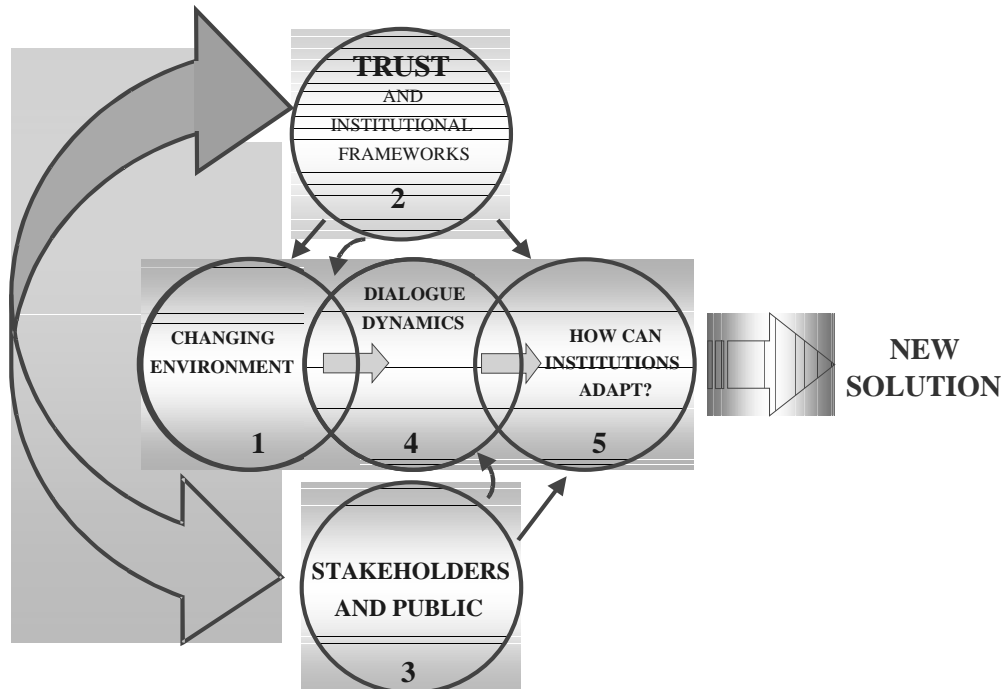 TRUST
AND
INSTITUTIONAL
FRAMEWORKS
2
CHANGING
ENVIRONMENT
1
DIALOGUE
DYNAMICS
4
HOW CAN
INSTITUTIONS
ADAPT?
5
NEW
SOLUTION
STAKEHOLDERS
AND PUBLIC
3